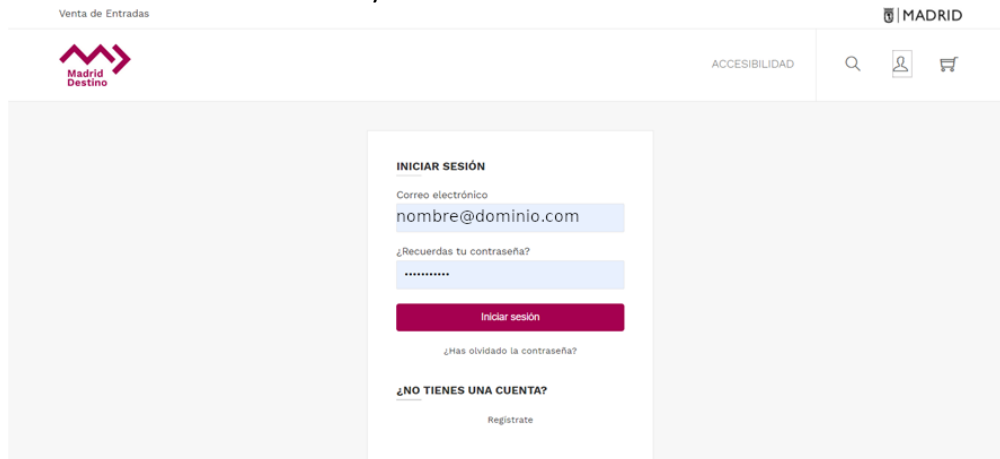 Venta de Entradas
MADRID
Madrid
Destino
ACCESIBILIDAD
INICIAR SESIÓN
Correo electrónico
nombre@dominio.com
¿Recuerdas tu contraseña?
•••••••••••
Iniciar sesión
¿Has olvidado la contraseña?
¿NO TIENES UNA CUENTA?
Regístrate